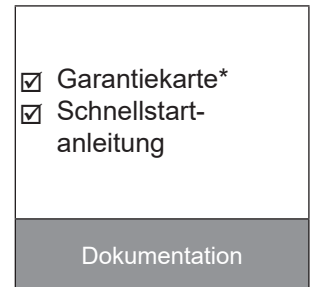 ☑ Garantiekarte*
☑ Schnellstart-
anleitung
Dokumentation